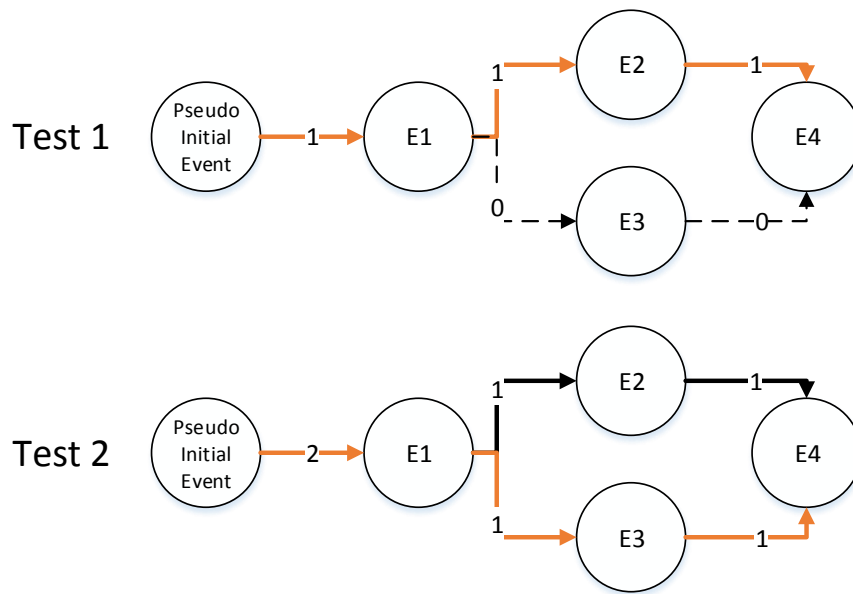 Test 1
Pseudo
Initial
Event
1
E1
1
E2
1
0
E3
0
E4
Test 2
Pseudo
Initial
Event
2
E1
1
E2
1
1
E3
1
E4